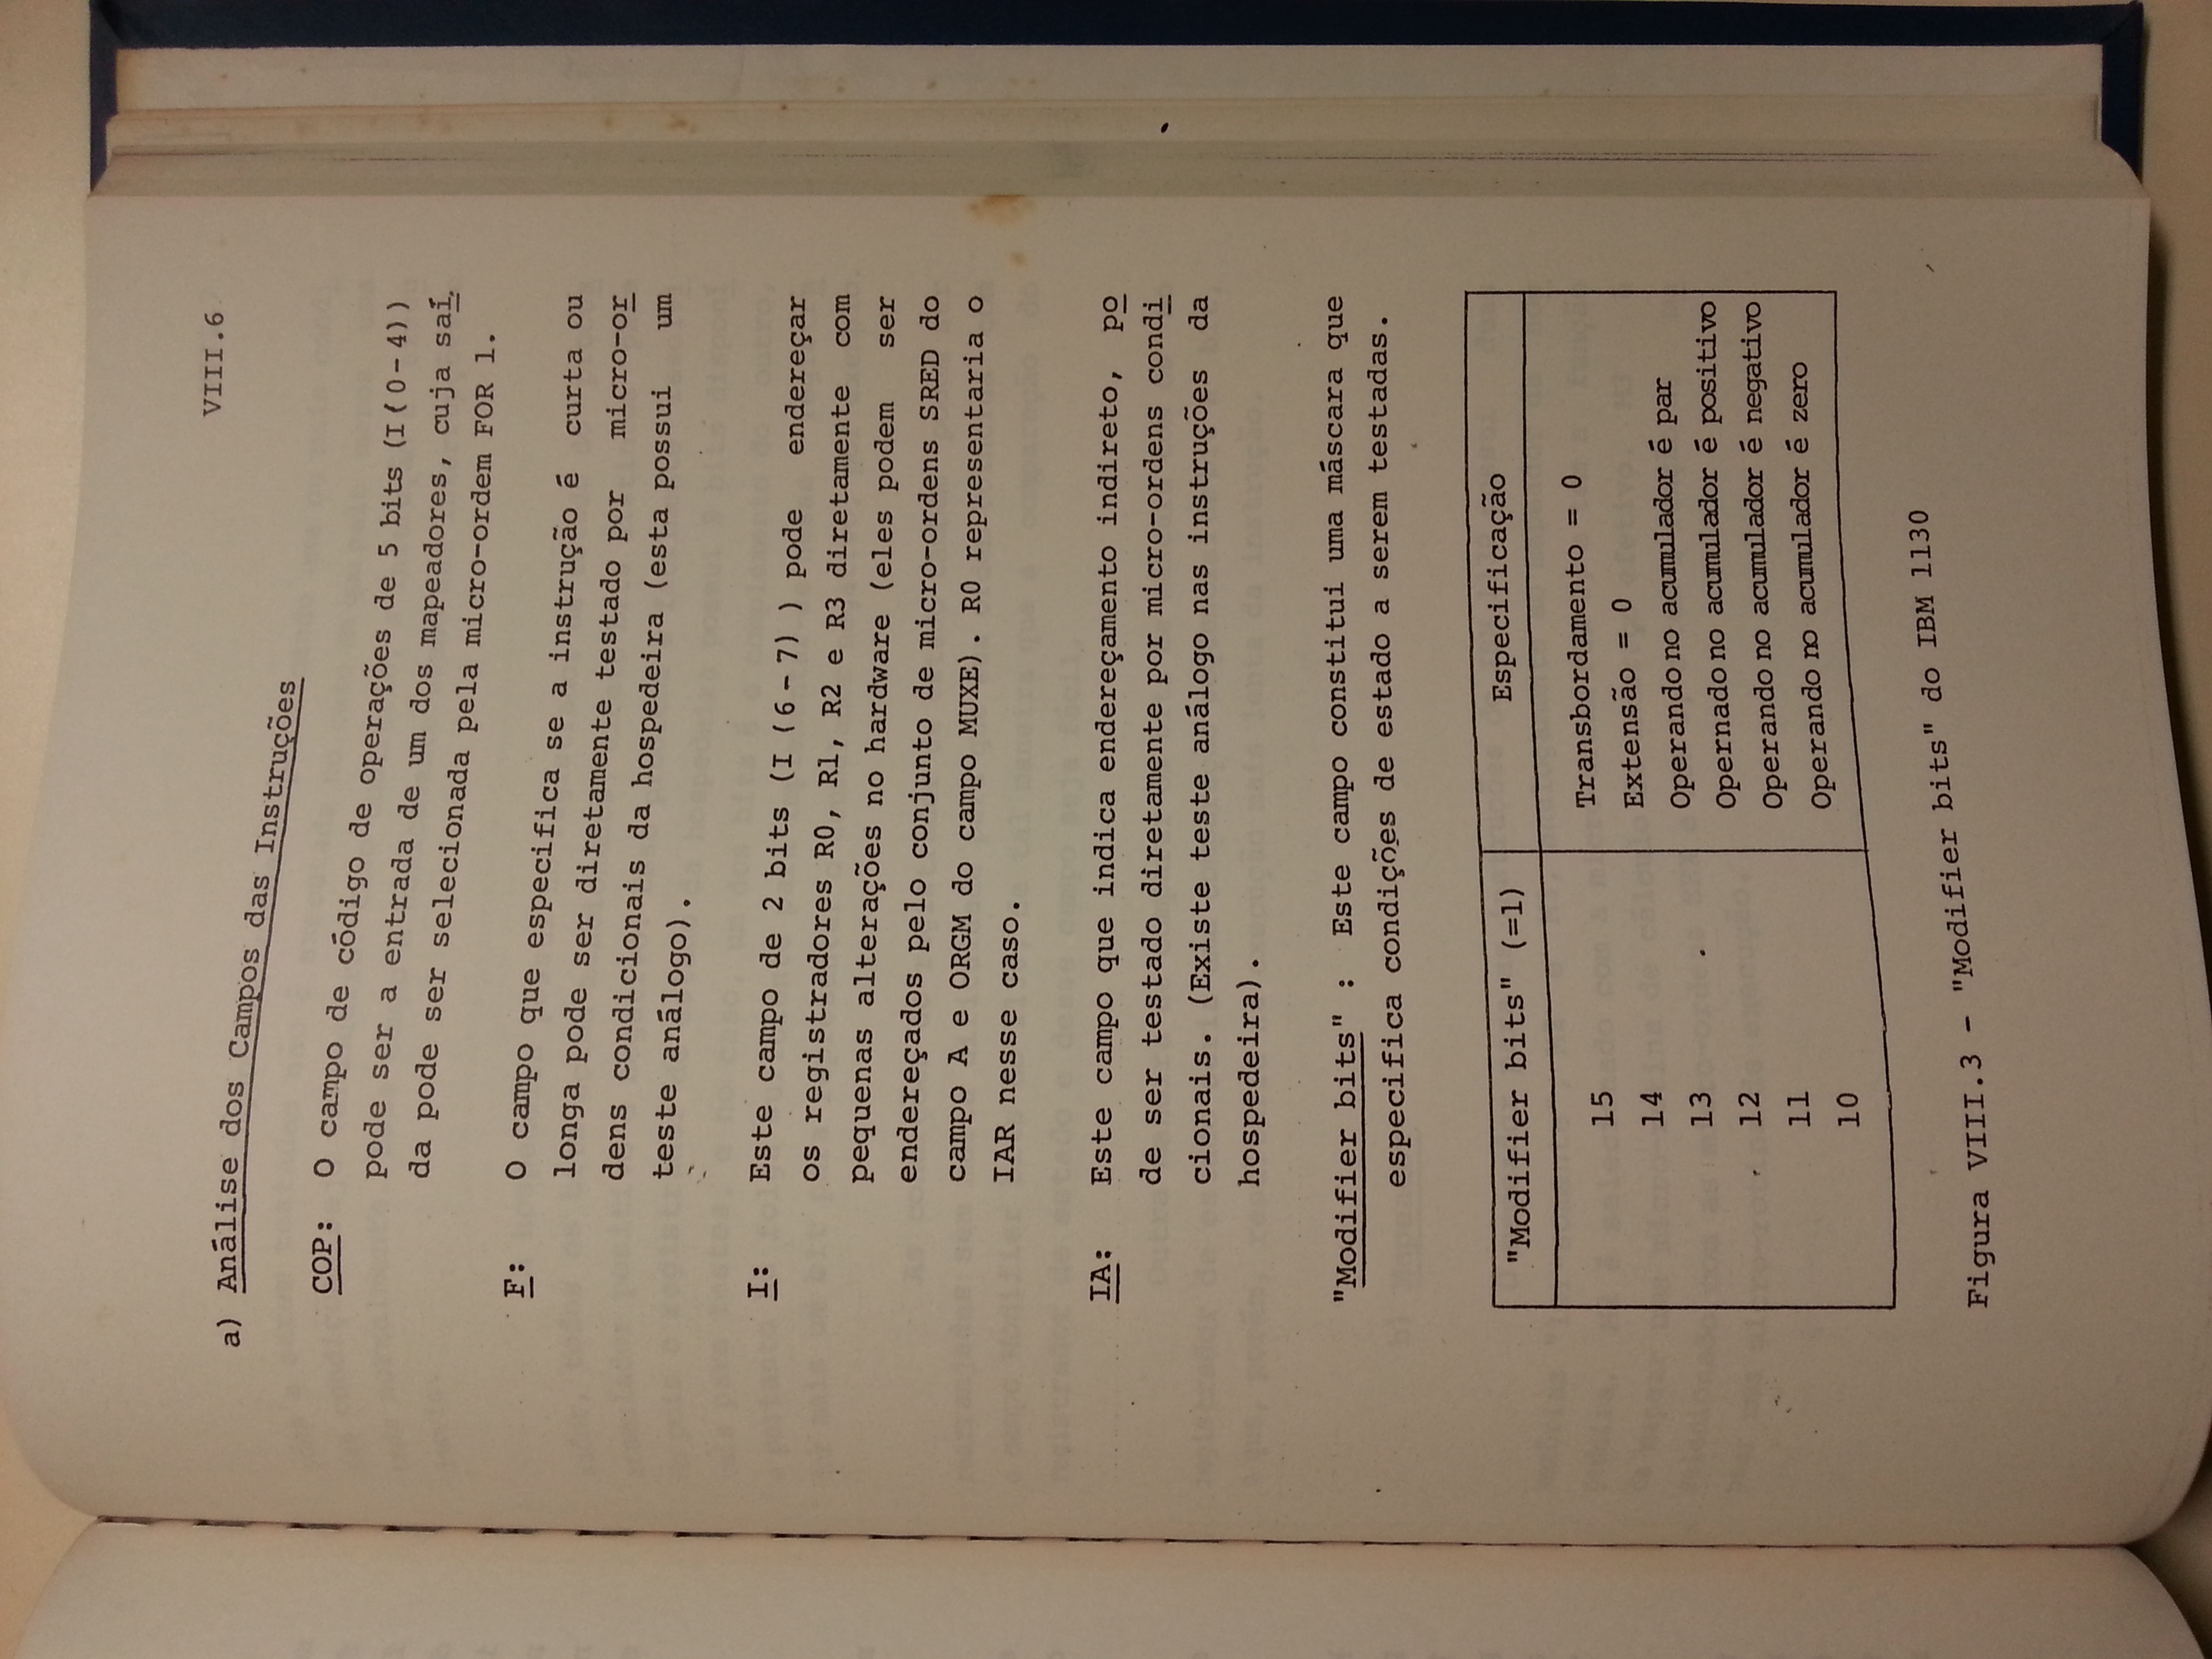 VIII.6
a) Análise dos Campos das Instruções
COP: O campo de código de operações de 5 bits (I(0-4))
pode ser a entrada de um dos mapeadores, cuja saí
da pode ser selecionada pela micro-ordem FOR 1.
F: O campo que especifica se a instrução é curta ou
longa pode ser diretamente testado por micro-or
dens condicionais da hospedeira (esta possui um
teste análogo).
I: Este campo de 2 bits (I (6-7)) pode endereçar
os registradores R0, R1, R2 e R3 diretamente com
pequenas alterações no hardware (eles podem ser
endereçados pelo conjunto de micro-ordens SRED do
campo A e ORGM do campo MUXE). R0 representaria o
IAR nesse caso.
IA: Este campo que indica endereçamento indireto, po
de ser testado diretamente por micro-ordens condi
cionais. (Existe teste análogo nas instruções da
hospedeira).
"Modifier bits" : Este campo constitui uma máscara que
especifica condições de estado a serem testadas.
"Modifier bits" (=1) Especificação
15 Transbordamento = 0
14 Extensão = 0
13 Operando no acumulador é par
12 Opernado no acumulador é positivo
11 Operando no acumulador é negativo
10 Operando no acumulador é zero
Figura VIII.3 - "Modifier bits" do IBM 1130